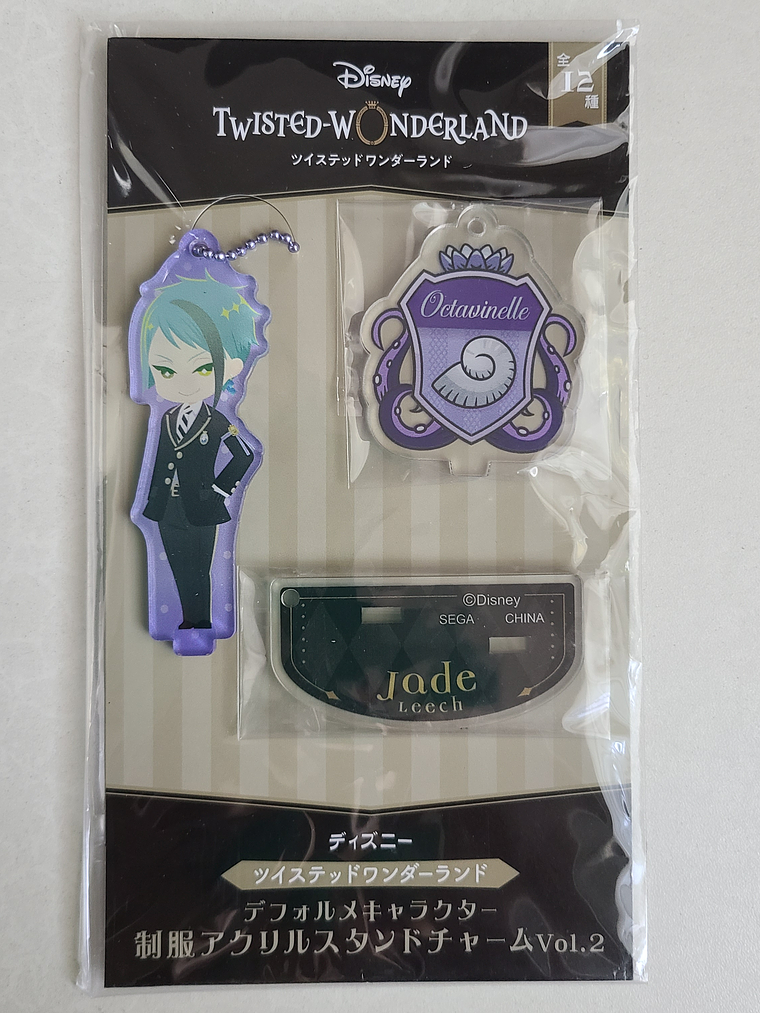 Disney
全
12
種
TWISTED-WONDERLAND
ツイステッドワンダーランド
Octavinelle
©Disney
SEGA CHINA
Jade
Leech
ディズニー
ツイステッドワンダーランド
デフォルメキャラクター
制服アクリルスタンドチャームVol.2